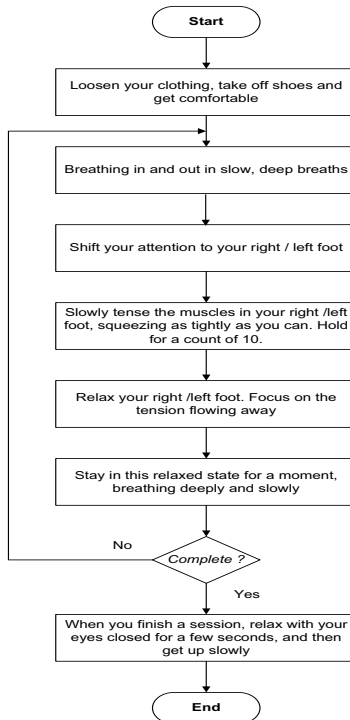 Start
Loosen your clothing, take off shoes and
get comfortable
Breathing in and out in slow, deep breaths
Shift your attention to your right / left foot
Slowly tense the muscles in your right /left
foot, squeezing as tightly as you can. Hold
for a count of 10.
Relax your right /left foot. Focus on the
tension flowing away
Stay in this relaxed state for a moment,
breathing deeply and slowly
No
Complete ?
Yes
When you finish a session, relax with your
eyes closed for a few seconds, and then
get up slowly
End